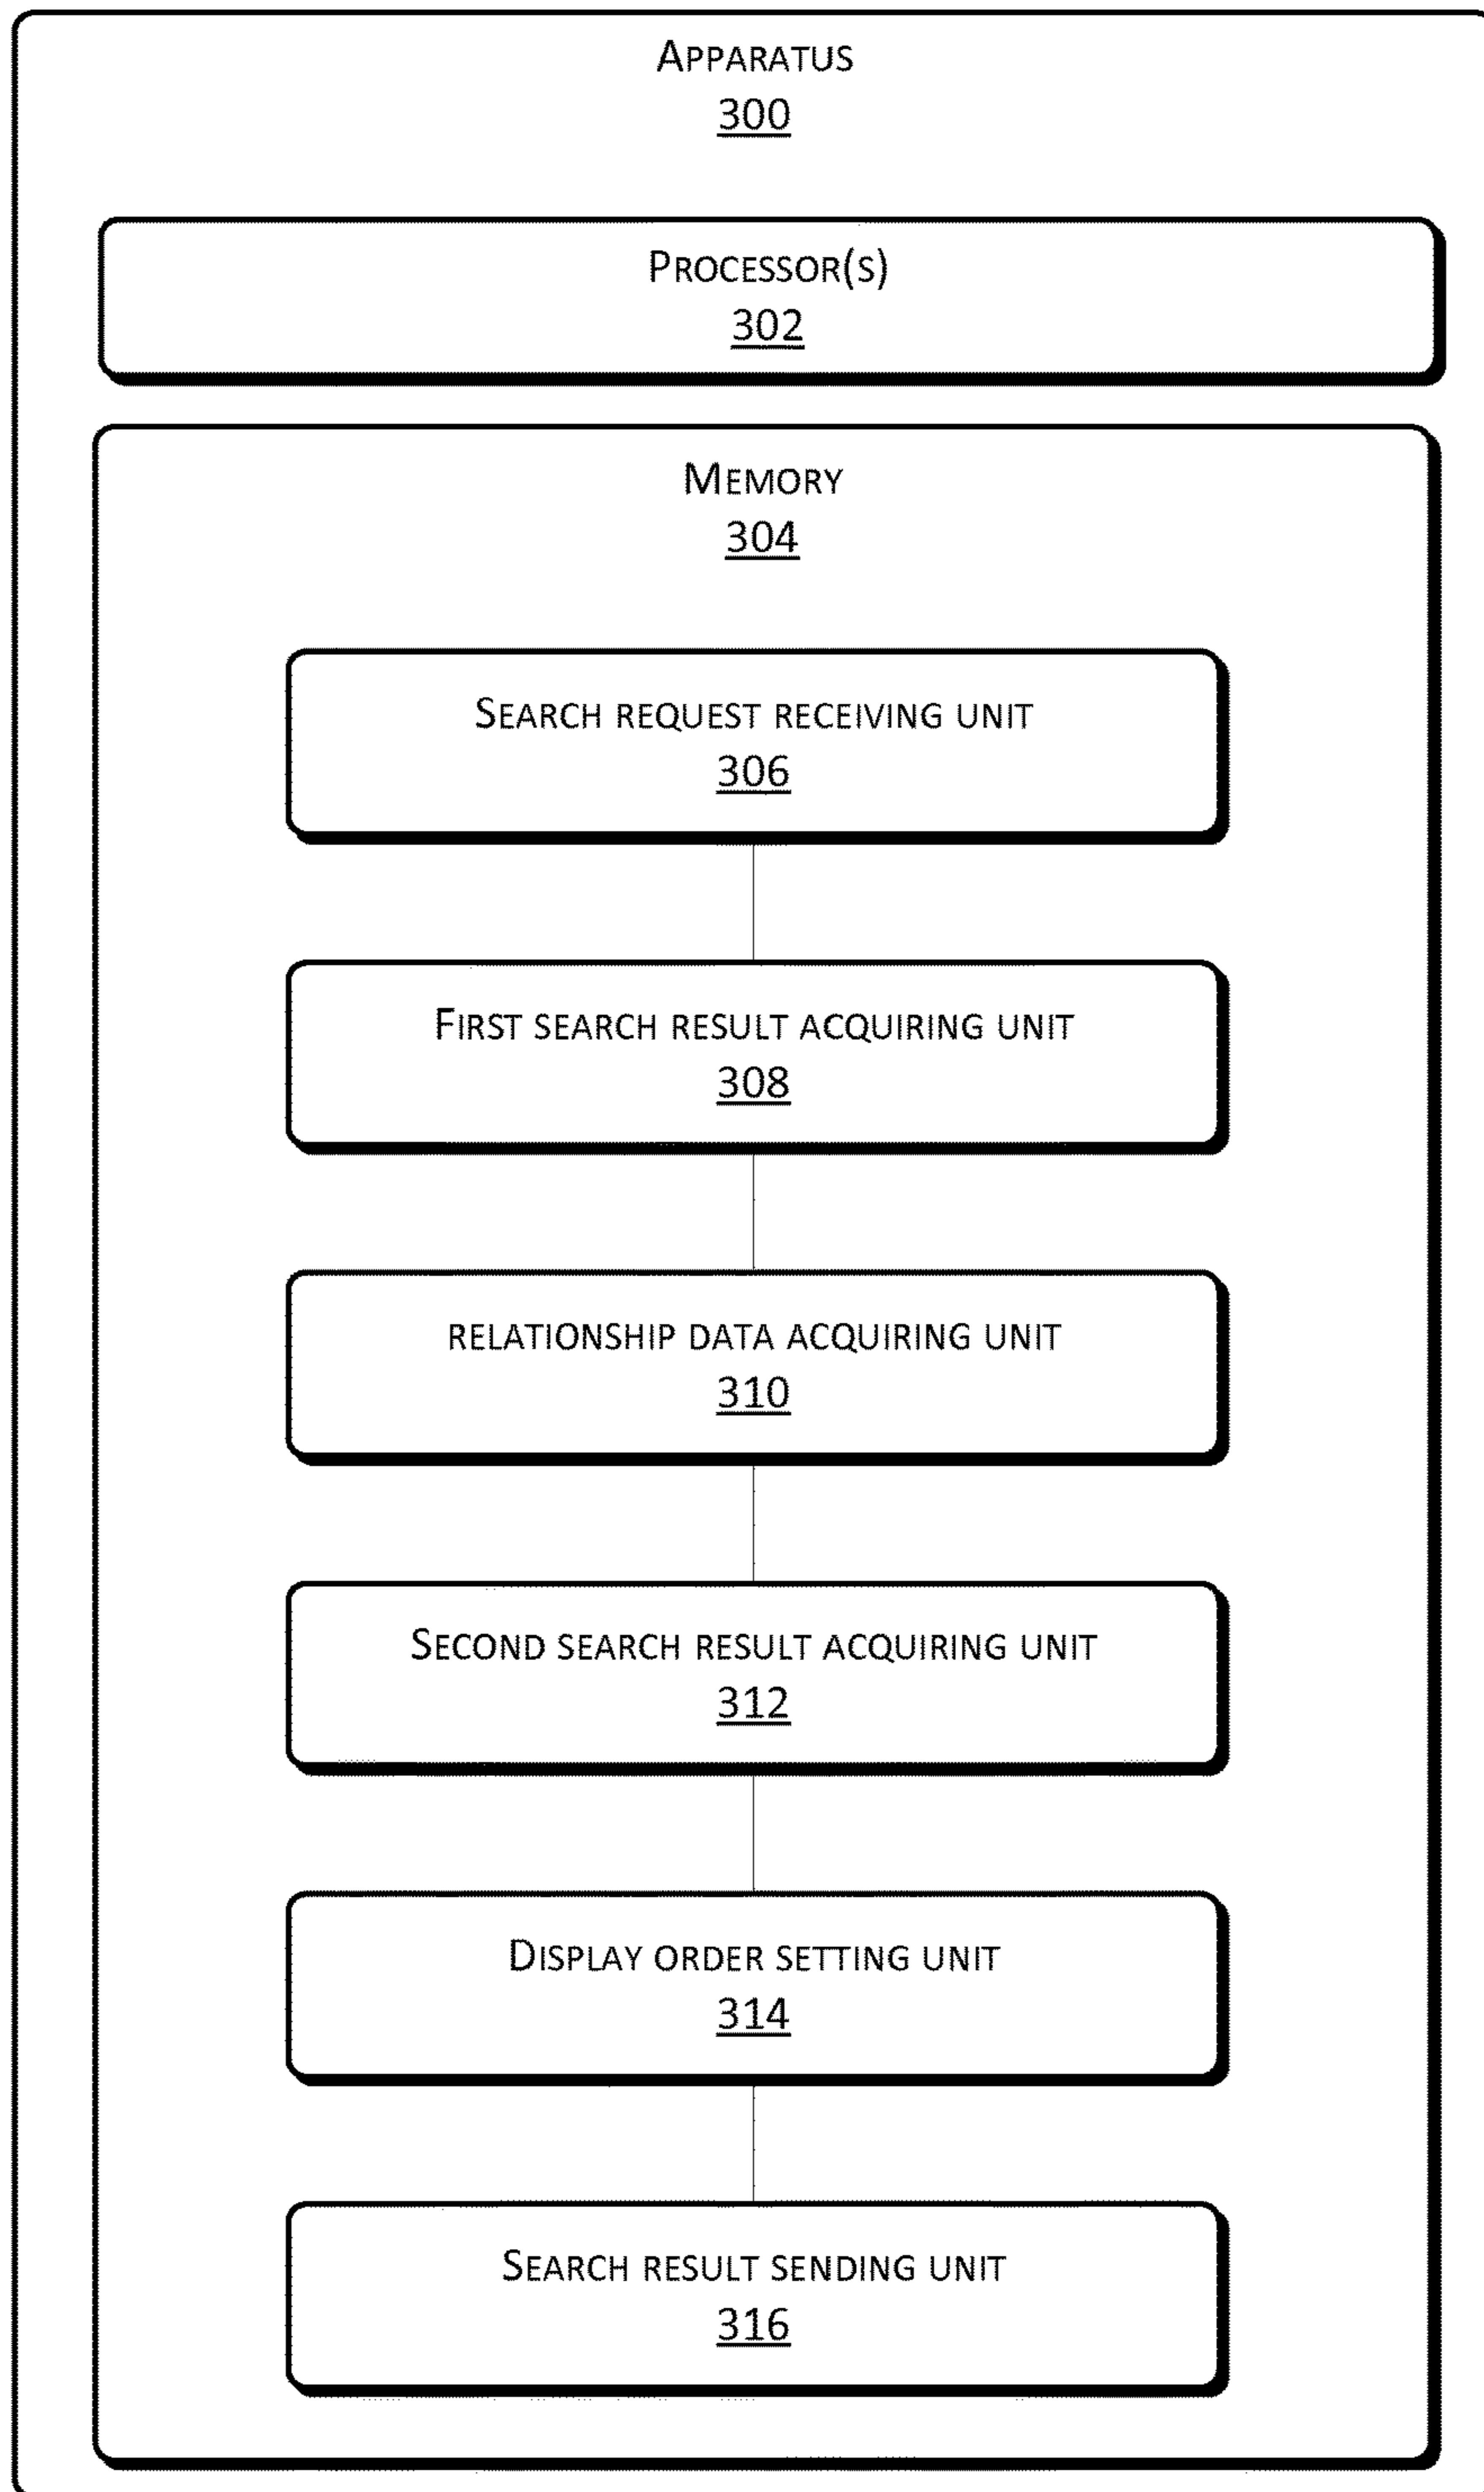 Apparatus
300
Processor(s)
302
Memory
304
Search request receiving unit
306
First search result acquiring unit
308
relationship data acquiring unit
310
Second search result acquiring unit
312
Display order setting unit
314
Search result sending unit
316